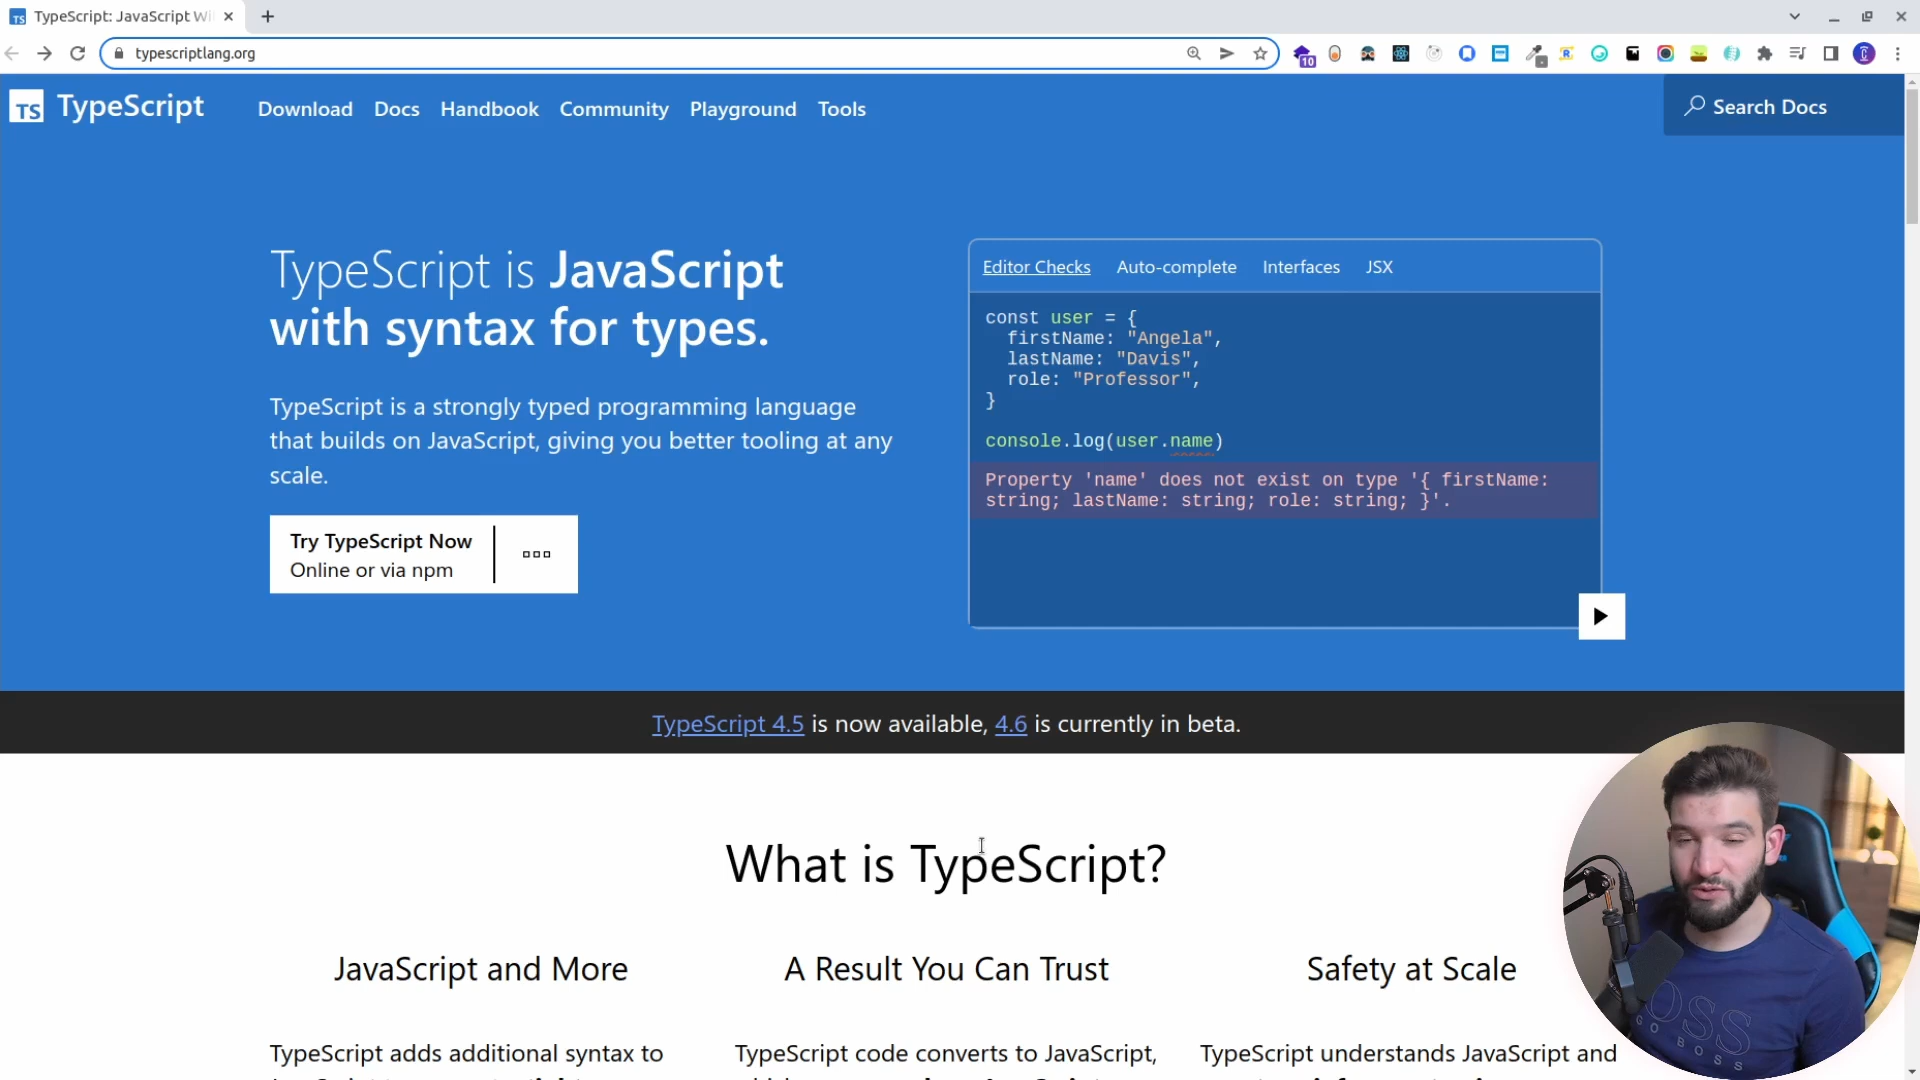 TypeScript: JavaScript Wi
typescriptlang.org
10
TS TypeScript
Download Docs Handbook Community Playground Tools
Search Docs
TypeScript is JavaScript
with syntax for types.
TypeScript is a strongly typed programming language
that builds on JavaScript, giving you better tooling at any
scale.
Try TypeScript Now
Online or via npm
Editor Checks Auto-complete Interfaces JSX
const user = {
firstName: "Angela",
lastName: "Davis",
role: "Professor",
}
console.log(user.name)
Property 'name' does not exist on type '{ firstName:
string; lastName: string; role: string; }'.
TypeScript 4.5 is now available, 4.6 is currently in beta.
What is TypeScript?
JavaScript and More
A Result You Can Trust
Safety at Scale
TypeScript adds additional syntax to
TypeScript code converts to JavaScript,
TypeScript understands JavaScript and
BOSS